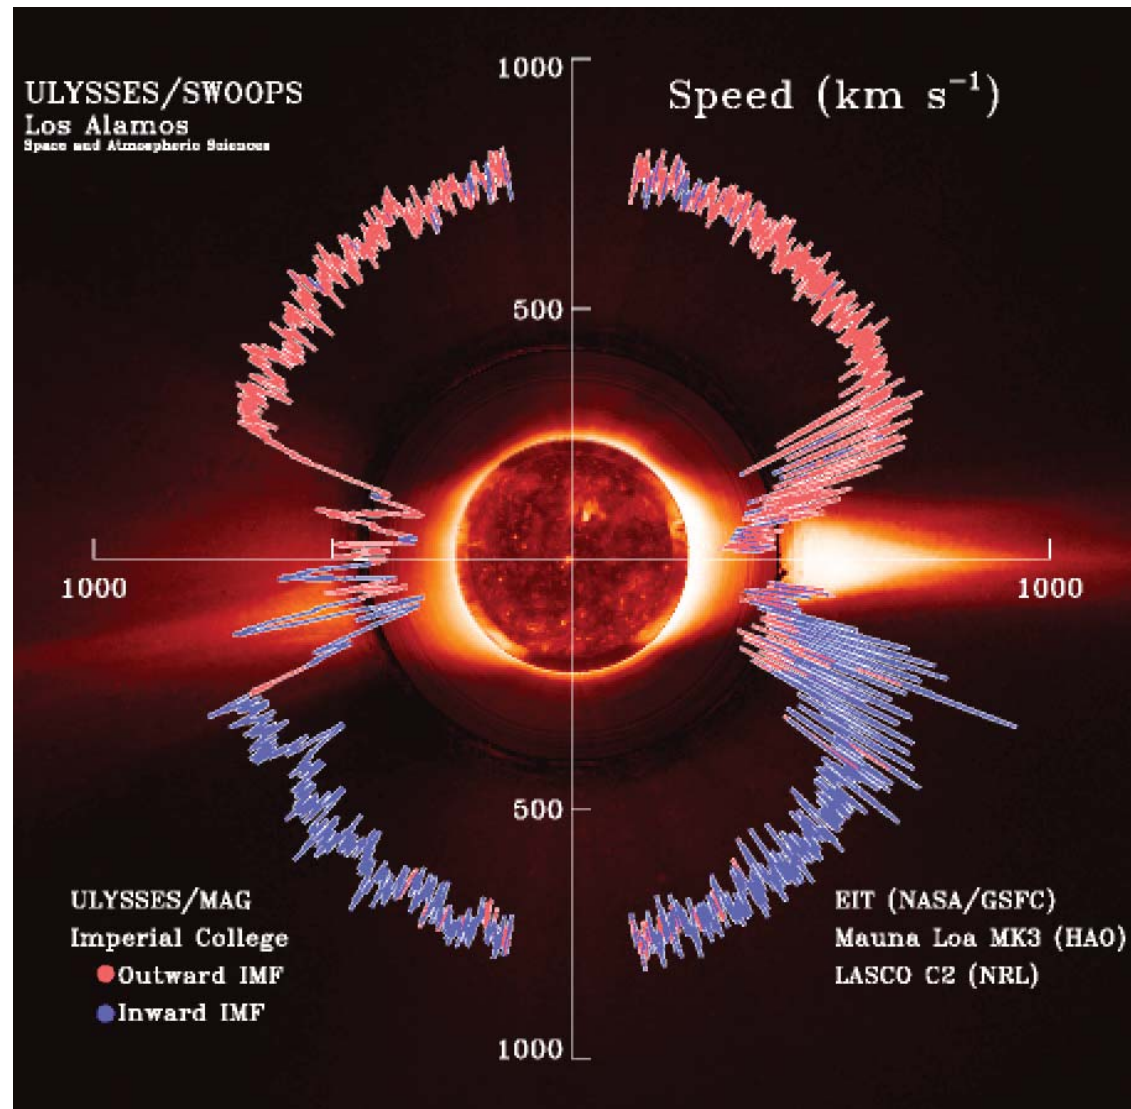 ULYSSES/SWOOPS
Los Alamos
Space and Atmospheric Sciences
Speed (km s⁻¹)
1000
500
1000
1000
500
1000
ULYSSES/MAG
Imperial College
Outward IMF
Inward IMF
EIT (NASA/GSFC)
Mauna Loa MK3 (HAO)
LASCO C2 (NRL)